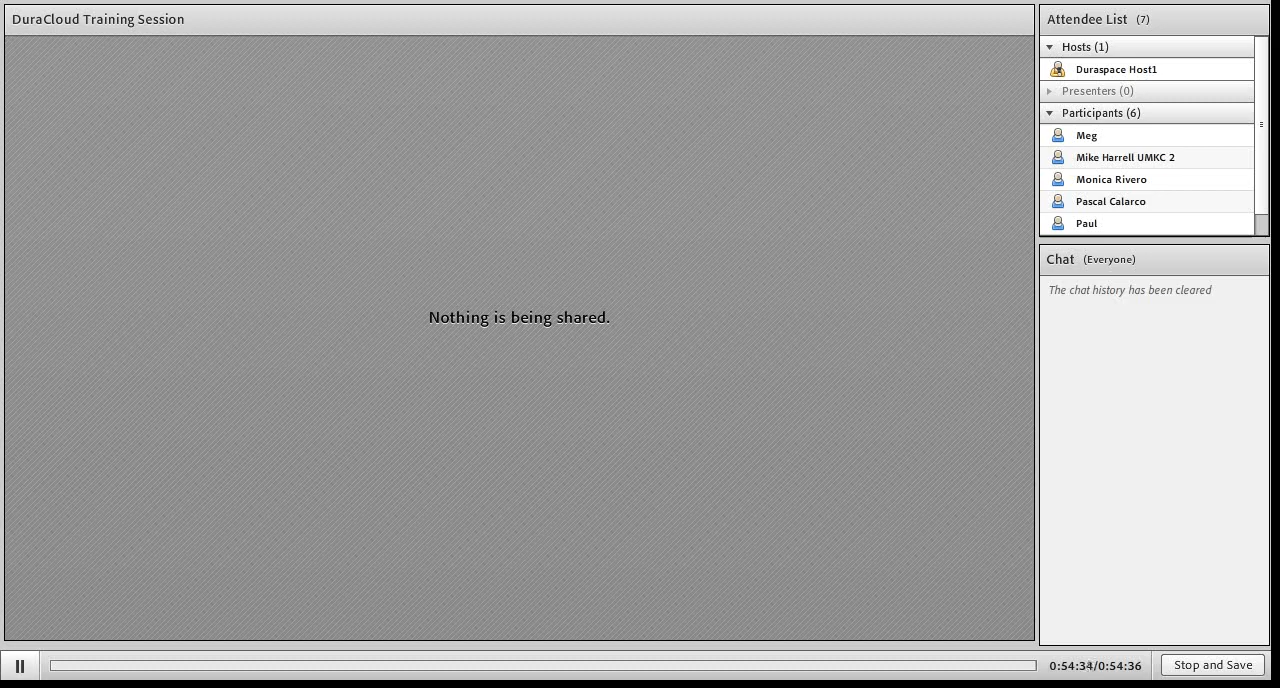 DuraCloud Training Session
Nothing is being shared.
Attendee List (7)
Hosts (1)
Duraspace Host1
Presenters (0)
Participants (6)
Meg
Mike Harrell UMKC 2
Monica Rivero
Pascal Calarco
Paul
Chat (Everyone)
The chat history has been cleared
0:54:34/0:54:36
Stop and Save